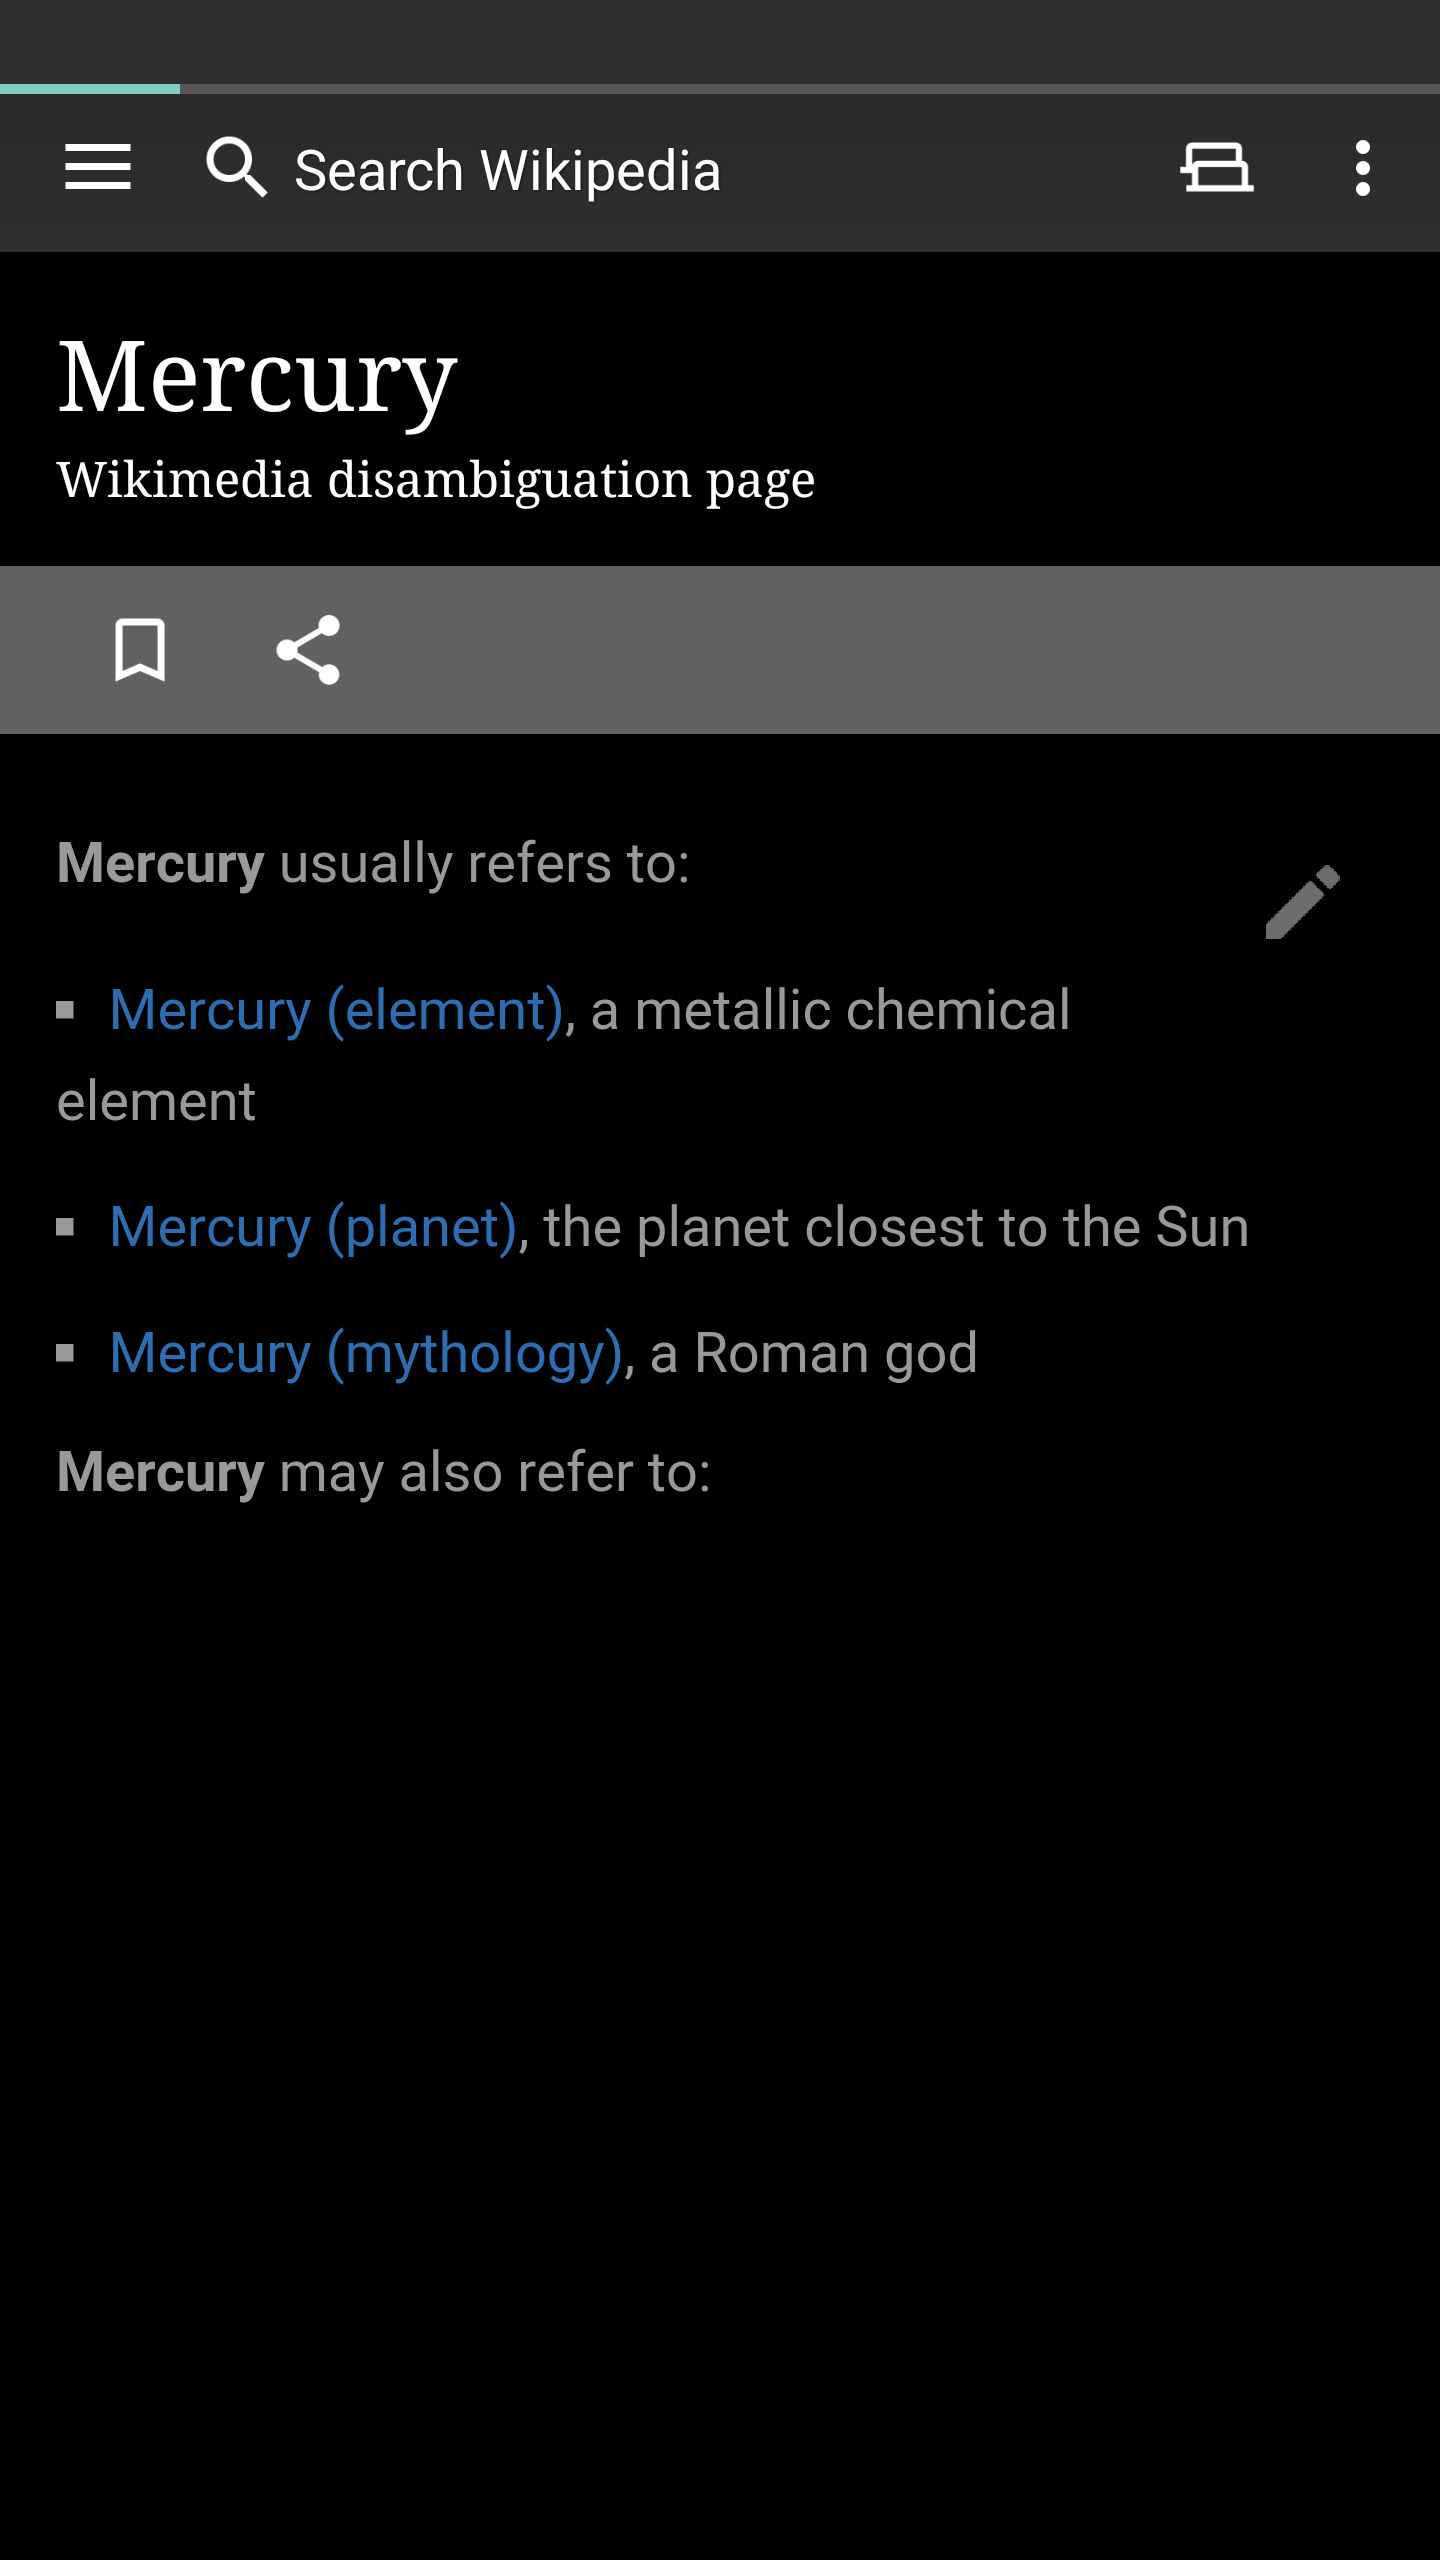 Search Wikipedia
Mercury
Wikimedia disambiguation page
Mercury usually refers to:
Mercury (element), a metallic chemical
element
Mercury (planet), the planet closest to the Sun
Mercury (mythology), a Roman god
Mercury may also refer to: